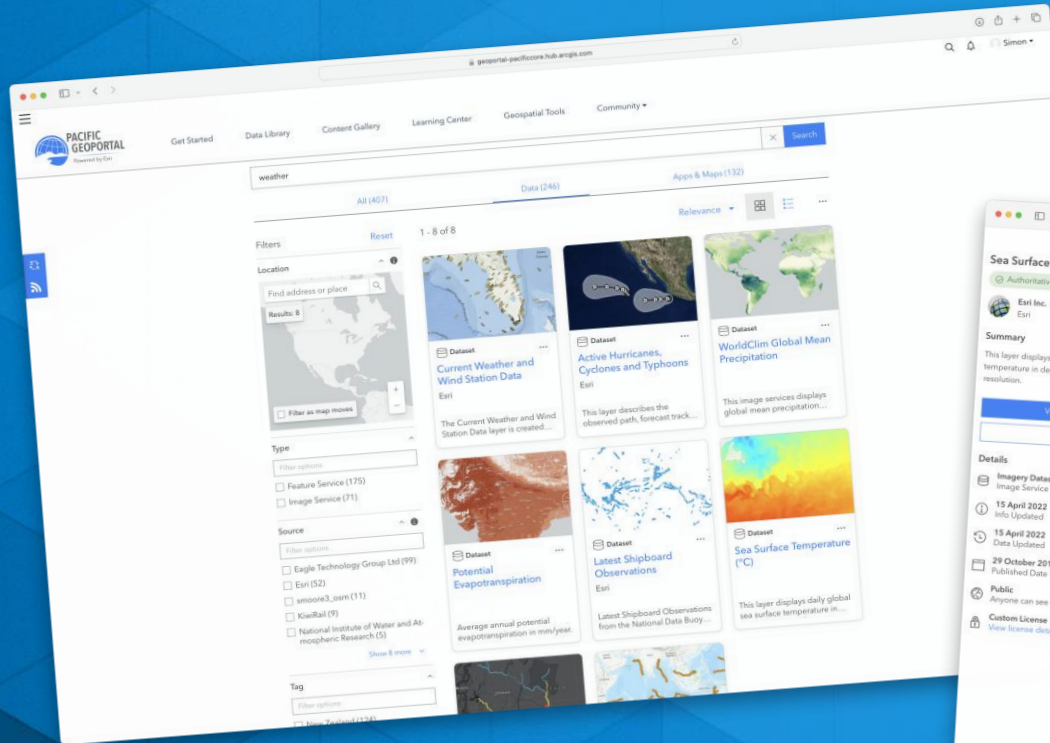 geoportal-pacificcore.hub.arcgis.com
Simon
PACIFIC
GEOPORTAL
Powered by Esri
Get Started
Data Library
Content Gallery
Learning Center
Geospatial Tools
Community
weather
Search
All (407)
Data (246)
Apps & Maps (132)
Relevance
Filters
Reset
1 - 8 of 8
Location
Find address or place
Results: 8
Filter as map moves
Type
Filter options
Feature Service (175)
Image Service (71)
Source
Filter options
Eagle Technology Group Ltd (99)
Esri (52)
smoore3_osm (11)
KiwiRail (9)
National Institute of Water and At-
mospheric Research (5)
Show 8 more
Tag
Filter options
New Zealand (124)
Dataset
Current Weather and
Wind Station Data
Esri
The Current Weather and Wind
Station Data layer is created...
Dataset
Active Hurricanes,
Cyclones and Typhoons
Esri
This layer describes the
observed path, forecast track...
Dataset
WorldClim Global Mean
Precipitation
This image services displays
global mean precipitation...
Dataset
Potential
Evapotranspiration
Average annual potential
evapotranspiration in mm/year.
Dataset
Latest Shipboard
Observations
Esri
Latest Shipboard Observations
from the National Data Buoy...
Dataset
Sea Surface Temperature
(°C)
This layer displays daily global
sea surface temperature in...
Sea Surface
Authoritativ
Esri Inc.
Esri
Summary
This layer displays
temperature in de
resolution.
V
Details
Imagery Datas
Image Service
15 April 2022
Info Updated
15 April 2022
Data Updated
29 October 201
Published Date
Public
Anyone can see
Custom License
View license deta